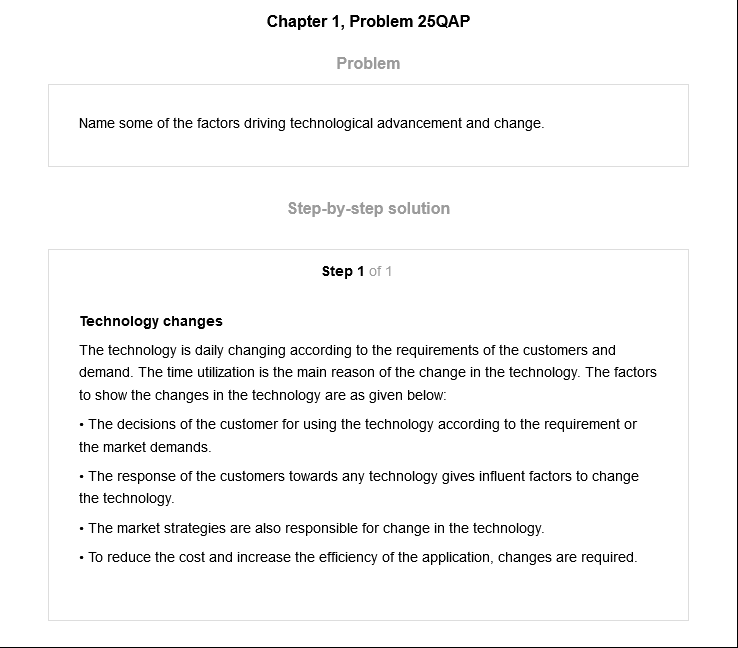 Chapter 1, Problem 25QAP
Problem
Name some of the factors driving technological advancement and change.
Step-by-step solution
Step 1 of 1
Technology changes
The technology is daily changing according to the requirements of the customers and
demand. The time utilization is the main reason of the change in the technology. The factors
to show the changes in the technology are as given below:
• The decisions of the customer for using the technology according to the requirement or
the market demands.
• The response of the customers towards any technology gives influent factors to change
the technology.
• The market strategies are also responsible for change in the technology.
• To reduce the cost and increase the efficiency of the application, changes are required.